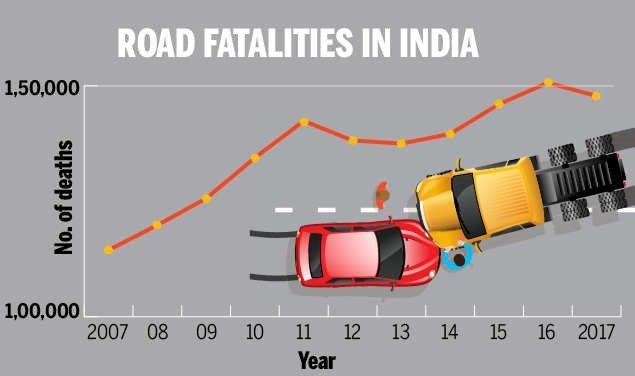 ROAD FATALITIES IN INDIA
1,50,000
No. of deaths
1,00,000
2007 08 09 10 11 12 13 14 15 16 2017
Year